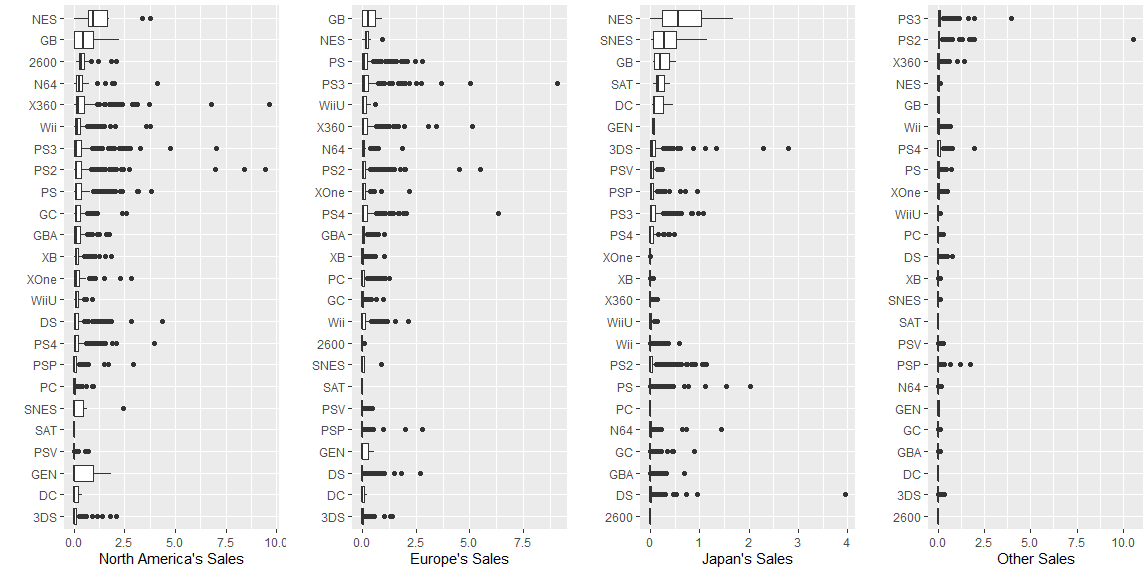 NES
GB
2600
N64
X360
Wii
PS3
PS2
PS
GC
GBA
XB
XOne
WiiU
DS
PS4
PSP
PC
SNES
SAT
PSV
GEN
DC
3DS
0.0 2.5 5.0 7.5 10.0
North America's Sales
GB
NES
PS
PS3
WiiU
X360
N64
PS2
XOne
PS4
GBA
XB
PC
GC
Wii
2600
SNES
SAT
PSV
PSP
GEN
DS
DC
3DS
0.0 2.5 5.0 7.5
Europe's Sales
NES
SNES
GB
SAT
DC
GEN
3DS
PSV
PSP
PS3
PS4
XOne
XB
X360
WiiU
Wii
PS2
PS
PC
N64
GC
GBA
DS
2600
0 1 2 3 4
Japan's Sales
PS3
PS2
X360
NES
GB
Wii
PS4
PS
XOne
WiiU
PC
DS
XB
SNES
SAT
PSV
PSP
N64
GEN
GC
GBA
DC
3DS
2600
0.0 2.5 5.0 7.5 10.0
Other Sales